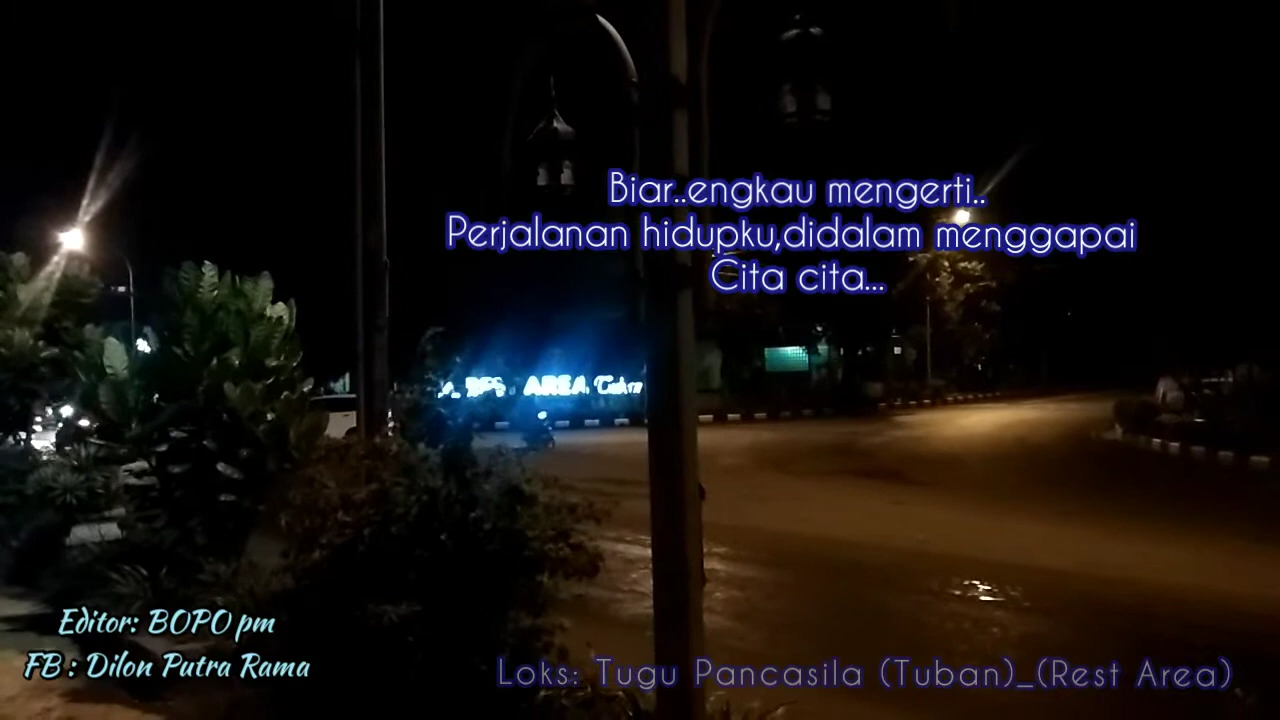 Biar..engkau mengerti..
Perjalanan hidupku,didalam menggapai
Cita cita...
AREA
Editor: BOPO pm
FB : Dilon Putra Rama
Loks: Tugu Pancasila (Tuban)_(Rest Area)